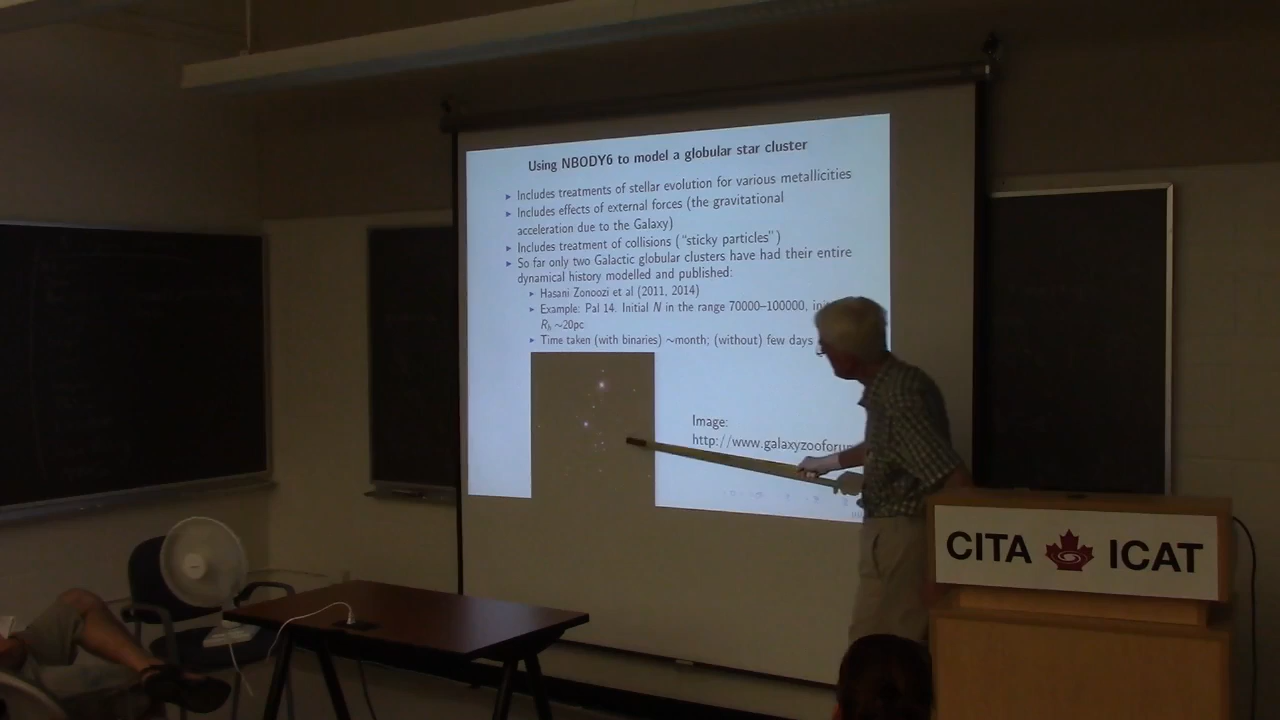 Using NBODY6 to model a globular star cluster
Includes treatments of stellar evolution for various metallicities
Includes effects of external forces (the gravitational
acceleration due to the Galaxy)
Includes treatment of collisions (“sticky particles”)
So far only two Galactic globular clusters have had their entire
dynamical history modelled and published:
Hasani Zonoozi et al (2011, 2014)
Example: Pal 14. Initial N in the range 70000–100000,
Rh ∼20pc
Time taken (with binaries) ∼month; (without) few days
Image:
http://www.galaxyzooforu
CITA ICAT